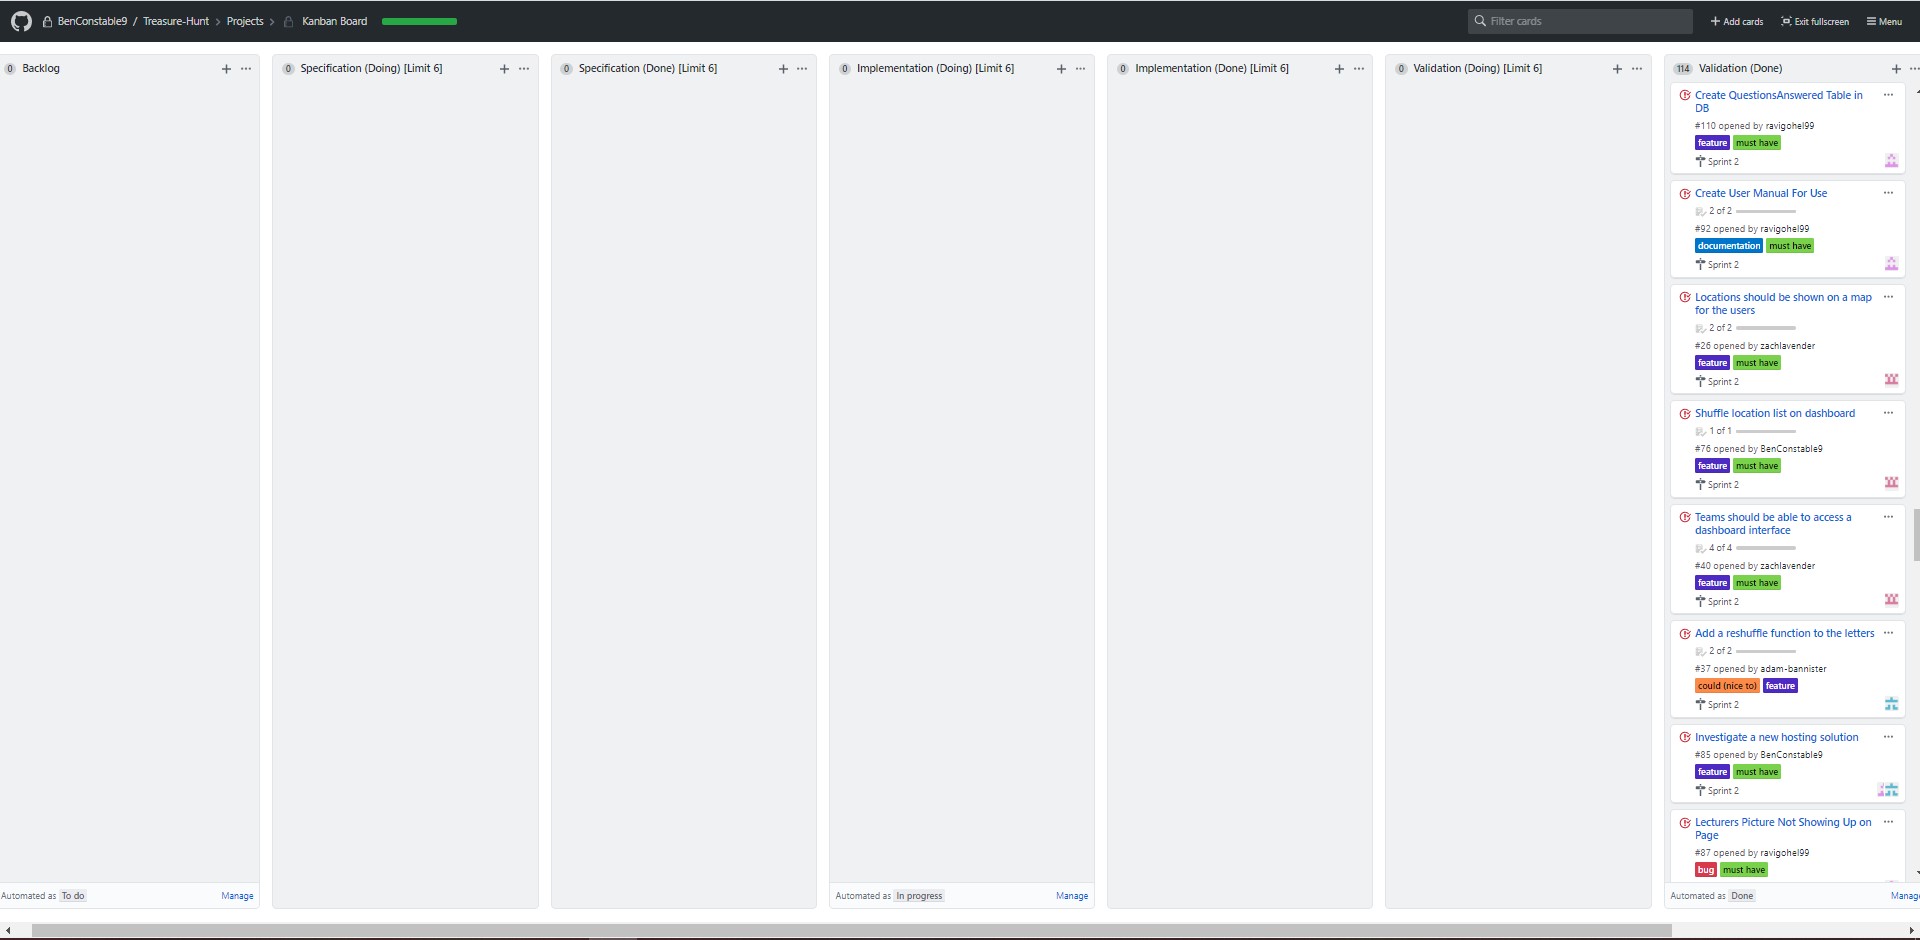 BenConstable9 / Treasure-Hunt > Projects > Kanban Board
Filter cards
Add cards
Exit fullscreen
Menu
0 Backlog
Automated as To do
Manage
0 Specification (Doing) [Limit 6]
0 Specification (Done) [Limit 6]
0 Implementation (Doing) [Limit 6]
Automated as In progress
Manage
0 Implementation (Done) [Limit 6]
0 Validation (Doing) [Limit 6]
114 Validation (Done)
Create QuestionsAnswered Table in
DB
#110 opened by ravigohel99
feature must have
Sprint 2
Create User Manual For Use
2 of 2
#92 opened by ravigohel99
documentation must have
Sprint 2
Locations should be shown on a map
for the users
2 of 2
#26 opened by zachlavender
feature must have
Sprint 2
Shuffle location list on dashboard
1 of 1
#76 opened by BenConstable9
feature must have
Sprint 2
Teams should be able to access a
dashboard interface
4 of 4
#40 opened by zachlavender
feature must have
Sprint 2
Add a reshuffle function to the letters
2 of 2
#37 opened by adam-bannister
could (nice to) feature
Sprint 2
Investigate a new hosting solution
#85 opened by BenConstable9
feature must have
Sprint 2
Lecturers Picture Not Showing Up on
Page
#87 opened by ravigohel99
bug must have
Automated as Done
Manage